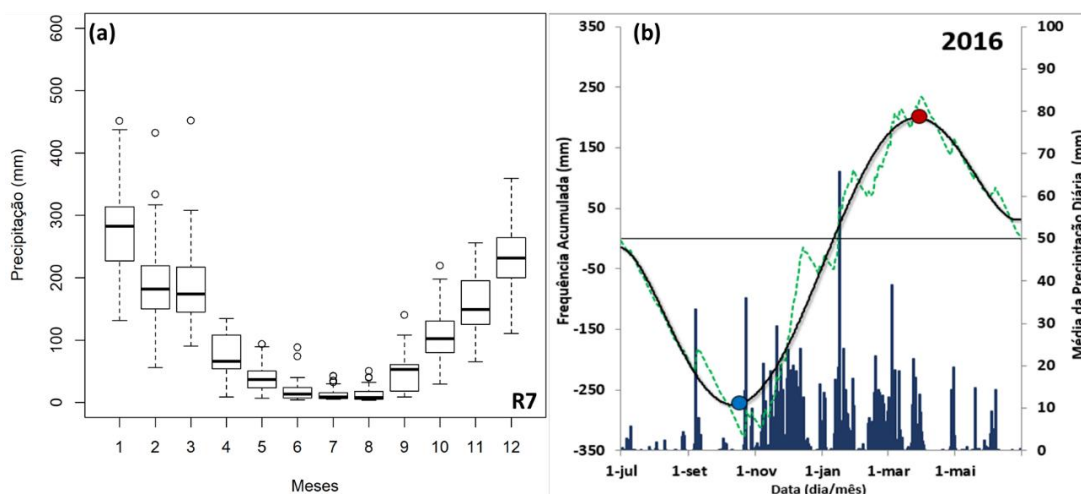 (a)
R7
Precipitação (mm)
600
500
400
300
200
100
0
1 2 3 4 5 6 7 8 9 10 11 12
Meses
(b)
2016
Frequência Acumulada (mm)
350
250
150
50
-50
-150
-250
-350
Média da Precipitação Diária, (mm)
100
90
80
70
60
50
40
30
20
10
0
1-jul 1-set 1-nov 1-jan 1-mar 1-mai
Data (dia/mês)